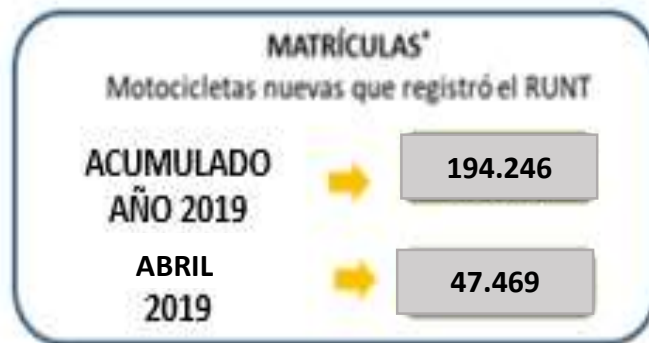 MATRÍCULAS*
Motocicletas nuevas que registró el RUNT
ACUMULADO
AÑO 2019
194.246
ABRIL
2019
47.469